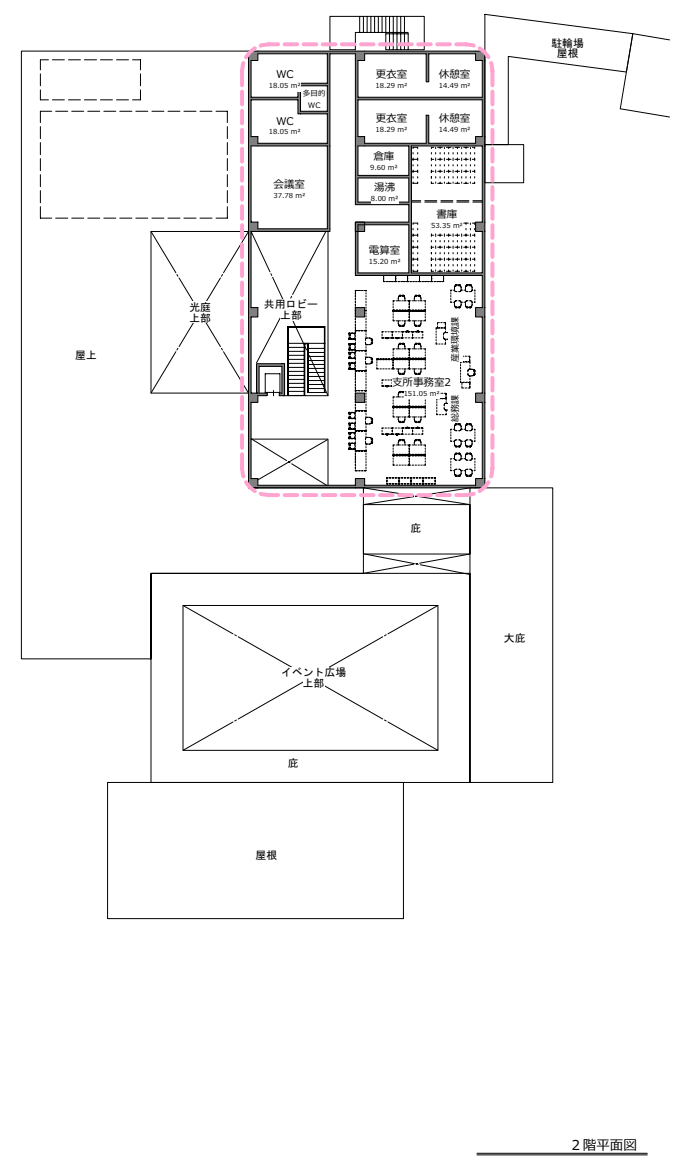 駐輪場
屋根
WC
18.05 m²
多目的
WC
WC
18.05 m²
更衣室
18.29 m²
休憩室
14.49 m²
更衣室
18.29 m²
休憩室
14.49 m²
倉庫
9.60 m²
湯沸
8.00 m²
会議室
37.78 m²
書庫
53.35 m²
電算室
15.20 m²
光庭
上部
共用ロビー
上部
屋上
産業環境課
支所事務室2
151.05 m²
総務課
庇
大庇
イベント広場
上部
庇
屋根
2階平面図